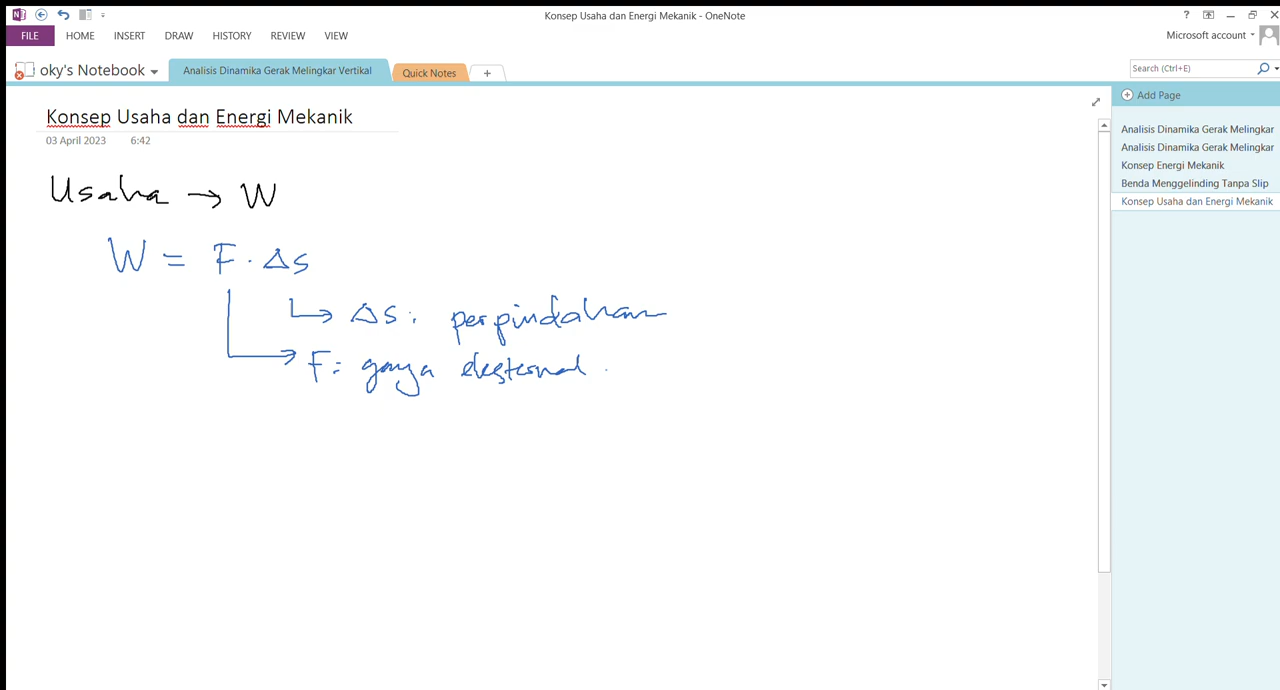 Konsep Usaha dan Energi Mekanik - OneNote
?
FILE HOME INSERT DRAW HISTORY REVIEW VIEW
Microsoft account
oky's Notebook
Analisis Dinamika Gerak Melingkar Vertikal
Quick Notes
+
Search (Ctrl+E)
Konsep Usaha dan Energi Mekanik
03 April 2023 6:42
Usaha → W
W = F · Δs
↳ Δs : perpindahan
↳ F = gaya eksternal .
Add Page
Analisis Dinamika Gerak Melingkar
Analisis Dinamika Gerak Melingkar
Konsep Energi Mekanik
Benda Menggelinding Tanpa Slip
Konsep Usaha dan Energi Mekanik